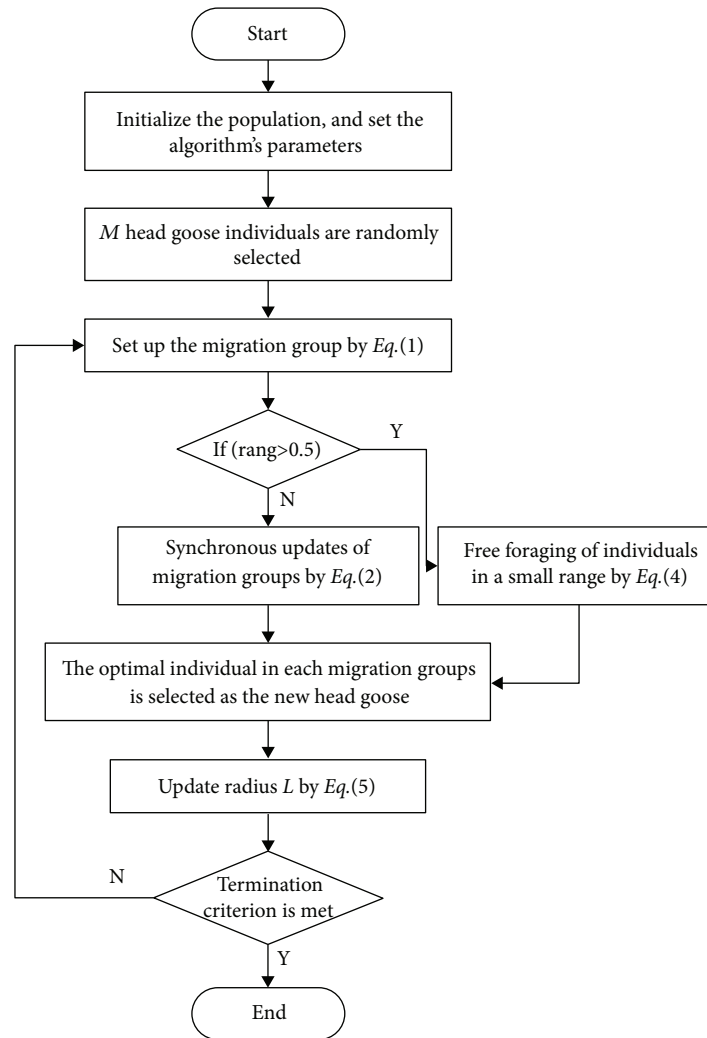 Start
Initialize the population, and set the
algorithm's parameters
M head goose individuals are randomly
selected
Set up the migration group by Eq.(1)
If (rang>0.5)
Y
N
Synchronous updates of
migration groups by Eq.(2)
Free foraging of individuals
in a small range by Eq.(4)
The optimal individual in each migration groups
is selected as the new head goose
Update radius L by Eq.(5)
N
Termination
criterion is met
Y
End